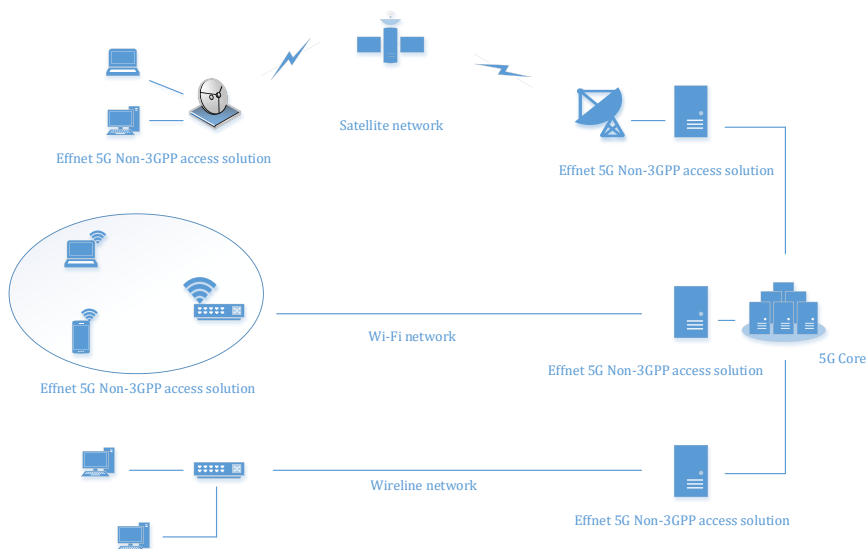 Satellite network
Effnet 5G Non-3GPP access solution
Effnet 5G Non-3GPP access solution
Wi-Fi network
5G Core
Effnet 5G Non-3GPP access solution
Effnet 5G Non-3GPP access solution
Wireline network
Effnet 5G Non-3GPP access solution